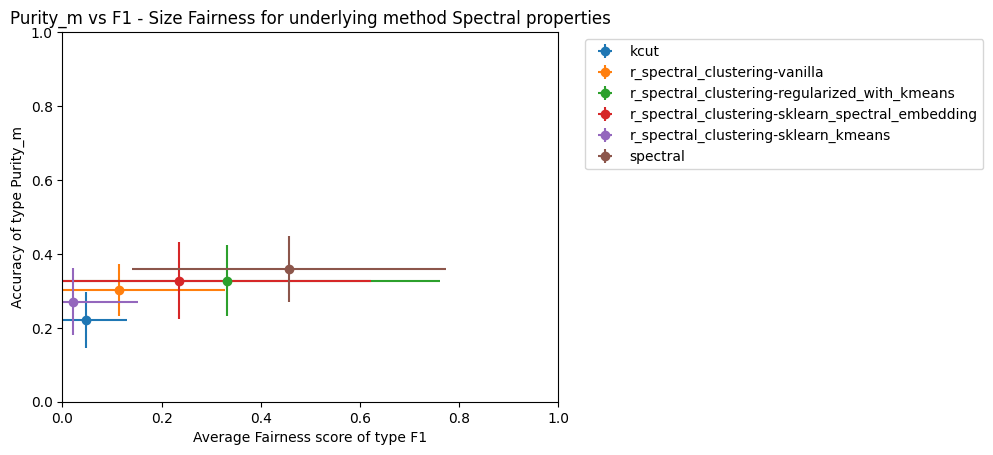 Purity_m vs F1 - Size Fairness for underlying method Spectral properties
1.0
0.8
0.6
0.4
0.2
0.0
Accuracy of type Purity_m
0.0 0.2 0.4 0.6 0.8 1.0
Average Fairness score of type F1
kcut
r_spectral_clustering-vanilla
r_spectral_clustering-regularized_with_kmeans
r_spectral_clustering-sklearn_spectral_embedding
r_spectral_clustering-sklearn_kmeans
spectral